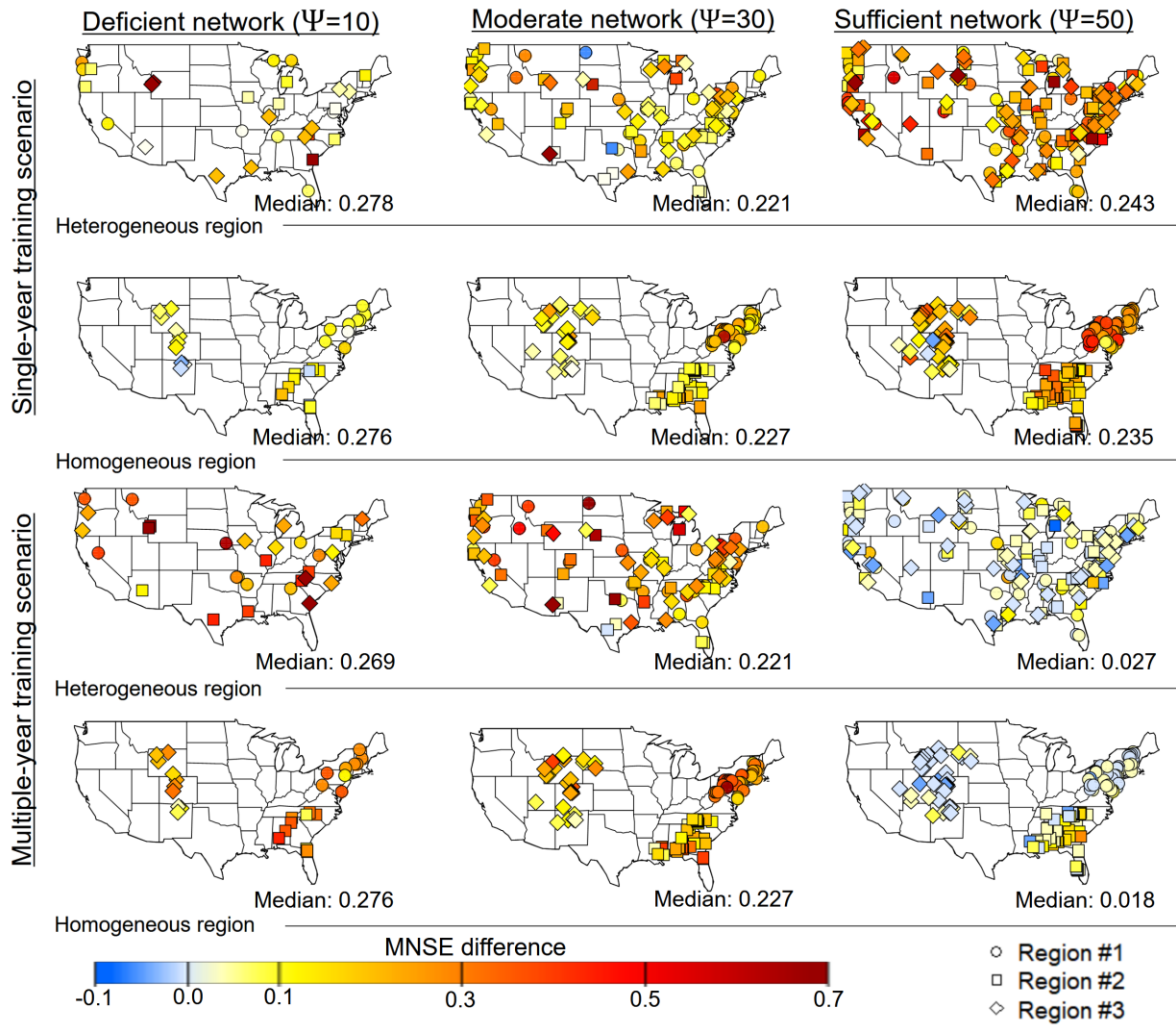 Deficient network (Ψ=10) Moderate network (Ψ=30) Sufficient network (Ψ=50)
Single-year training scenario
Median: 0.278 Median: 0.221 Median: 0.243
Heterogeneous region
Median: 0.276 Median: 0.227 Median: 0.235
Homogeneous region
Multiple-year training scenario
Median: 0.269 Median: 0.221 Median: 0.027
Heterogeneous region
Median: 0.276 Median: 0.227 Median: 0.018
Homogeneous region
MNSE difference
-0.1 0.0 0.1 0.3 0.5 0.7
Region #1
Region #2
Region #3